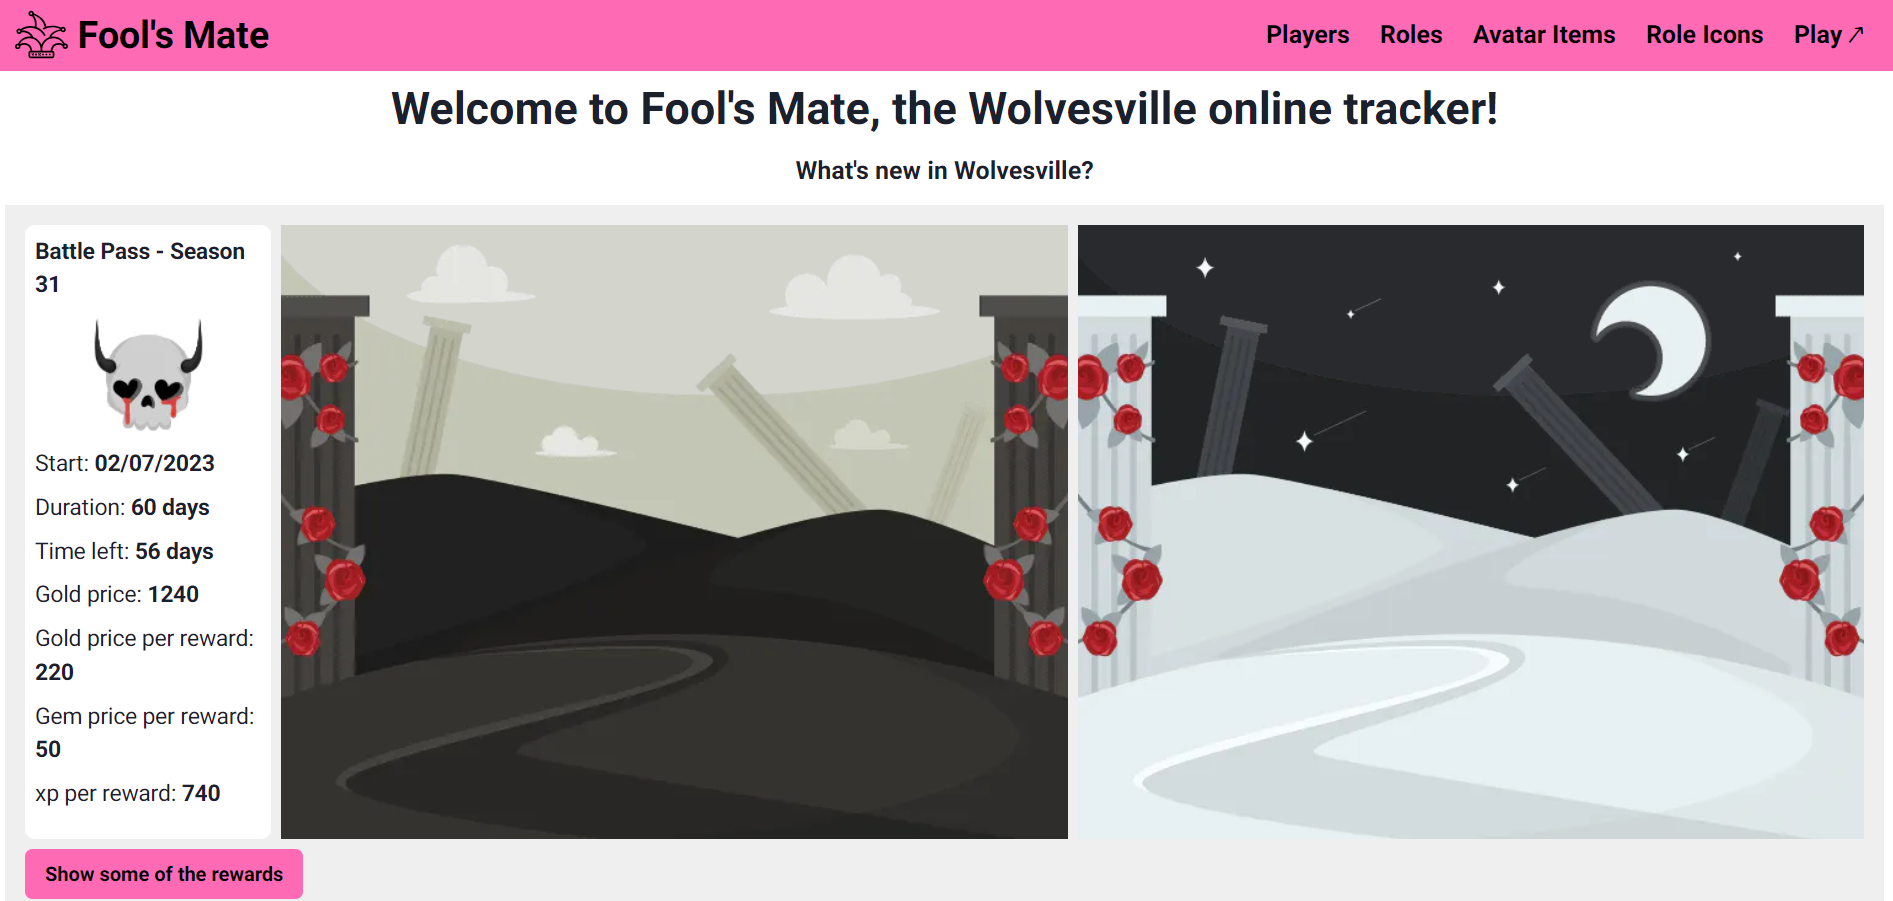 Fool's Mate
Players Roles Avatar Items Role Icons Play ↗
Welcome to Fool's Mate, the Wolvesville online tracker!
What's new in Wolvesville?
Battle Pass - Season
31
Start: 02/07/2023
Duration: 60 days
Time left: 56 days
Gold price: 1240
Gold price per reward:
220
Gem price per reward:
50
xp per reward: 740
Show some of the rewards